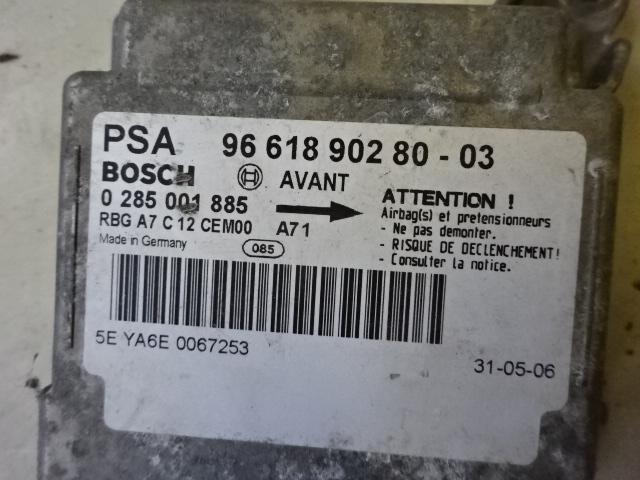 PSA 96 618 902 80 - 03
BOSCH AVANT
0 285 001 885
RBG A7 C 12 CEM00 A71
Made in Germany 085
ATTENTION !
Airbag(s) et pretensionneurs
- Ne pas demonter.
- RISQUE DE DECLENCHEMENT!
- Consulter la notice.
5E YA6E 0067253
31-05-06